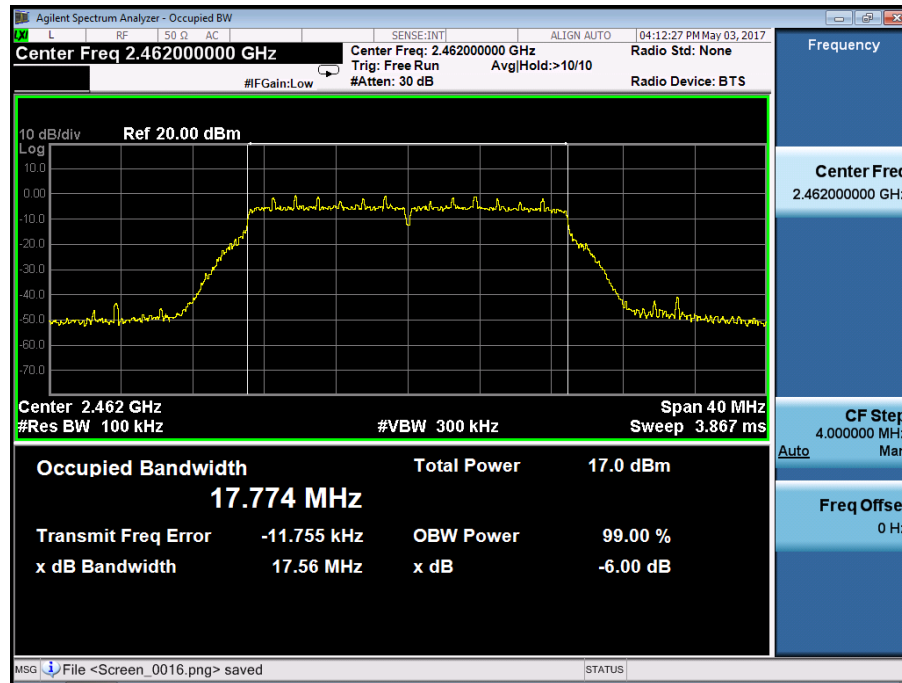 Agilent Spectrum Analyzer - Occupied BW
LXI L RF 50 Ω AC SENSE:INT ALIGN AUTO 04:12:27 PM May 03, 2017
Center Freq 2.462000000 GHz
Center Freq: 2.462000000 GHz
Radio Std: None
Trig: Free Run Avg|Hold:>10/10
#IFGain:Low
#Atten: 30 dB
Radio Device: BTS
10 dB/div Ref 20.00 dBm
Log
10.0
0.00
-10.0
-20.0
-30.0
-40.0
-50.0
-60.0
-70.0
Center 2.462 GHz Span 40 MHz
#Res BW 100 kHz #VBW 300 kHz Sweep 3.867 ms
Occupied Bandwidth Total Power 17.0 dBm
17.774 MHz
Transmit Freq Error -11.755 kHz OBW Power 99.00 %
x dB Bandwidth 17.56 MHz x dB -6.00 dB
MSG File <Screen_0016.png> saved STATUS
Frequency
Center Freq
2.462000000 GH
CF Step
4.000000 MH
Auto Ma
Freq Offse
0 H